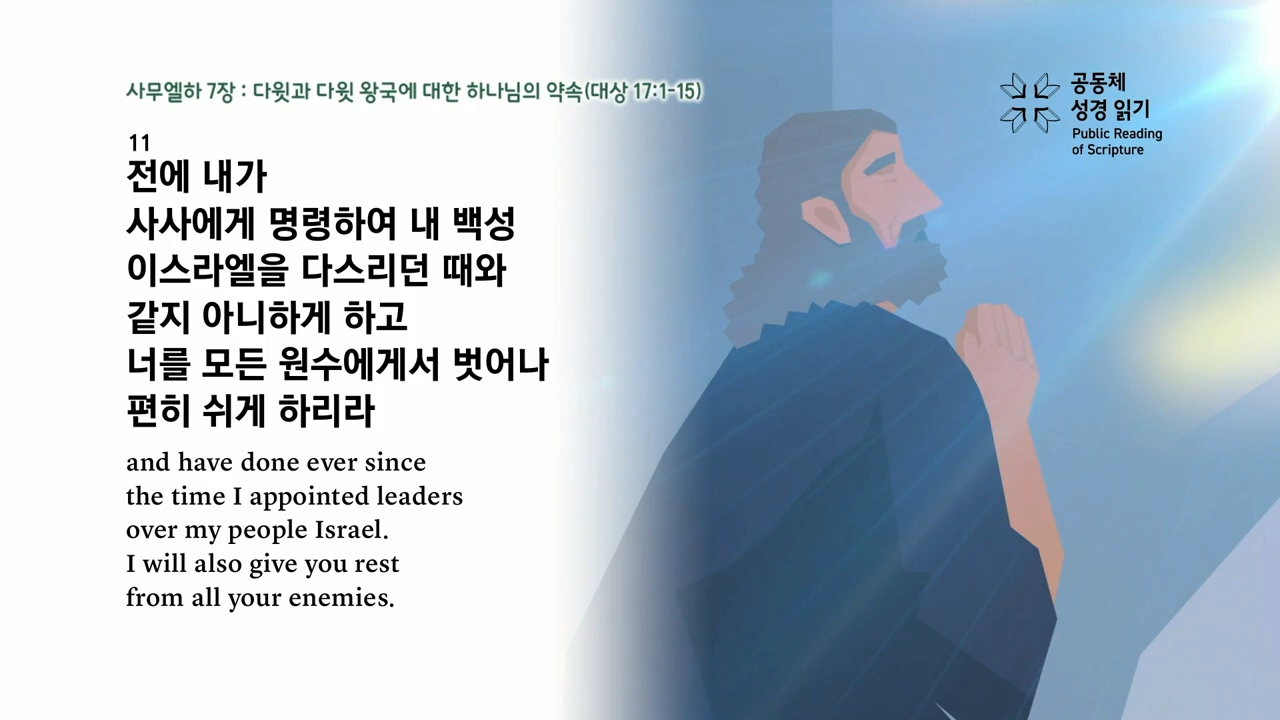 사무엘하 7장 : 다윗과 다윗 왕국에 대한 하나님의 약속(대상 17:1-15)
공동체
성경 읽기
Public Reading
of Scripture
11
전에 내가
사사에게 명령하여 내 백성
이스라엘을 다스리던 때와
같지 아니하게 하고
너를 모든 원수에게서 벗어나
편히 쉬게 하리라
and have done ever since
the time I appointed leaders
over my people Israel.
I will also give you rest
from all your enemies.